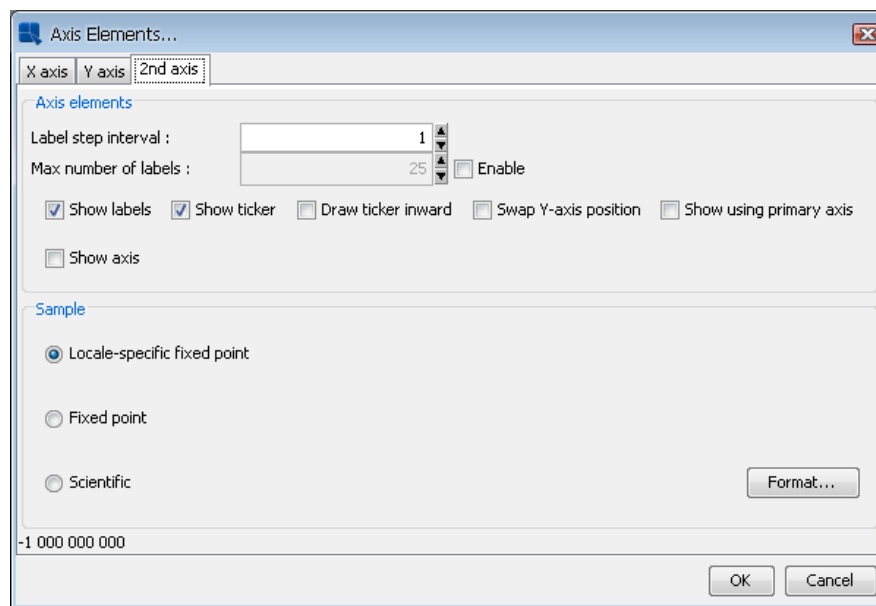 Axis Elements...
X axis Y axis 2nd axis
Axis elements
Label step interval : 1
Max number of labels : 25 Enable
Show labels Show ticker Draw ticker inward Swap Y-axis position Show using primary axis
Show axis
Sample
Locale-specific fixed point
Fixed point
Scientific Format...
-1 000 000 000
OK Cancel